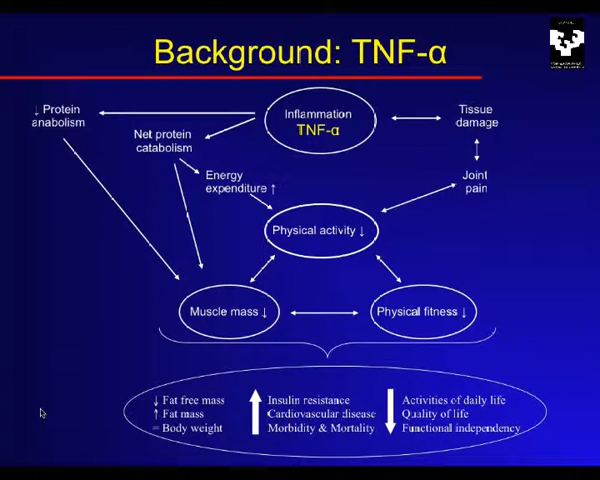 Background: TNF-α
↓ Protein
anabolism
Net protein
catabolism
Inflammation
TNF-α
Tissue
damage
Energy
expenditure ↑
Joint
pain
Physical activity ↓
Muscle mass ↓
Physical fitness ↓
↓ Fat free mass
↑ Fat mass
= Body weight
Insulin resistance
Cardiovascular disease
Morbidity & Mortality
Activities of daily life
Quality of life
Functional independency